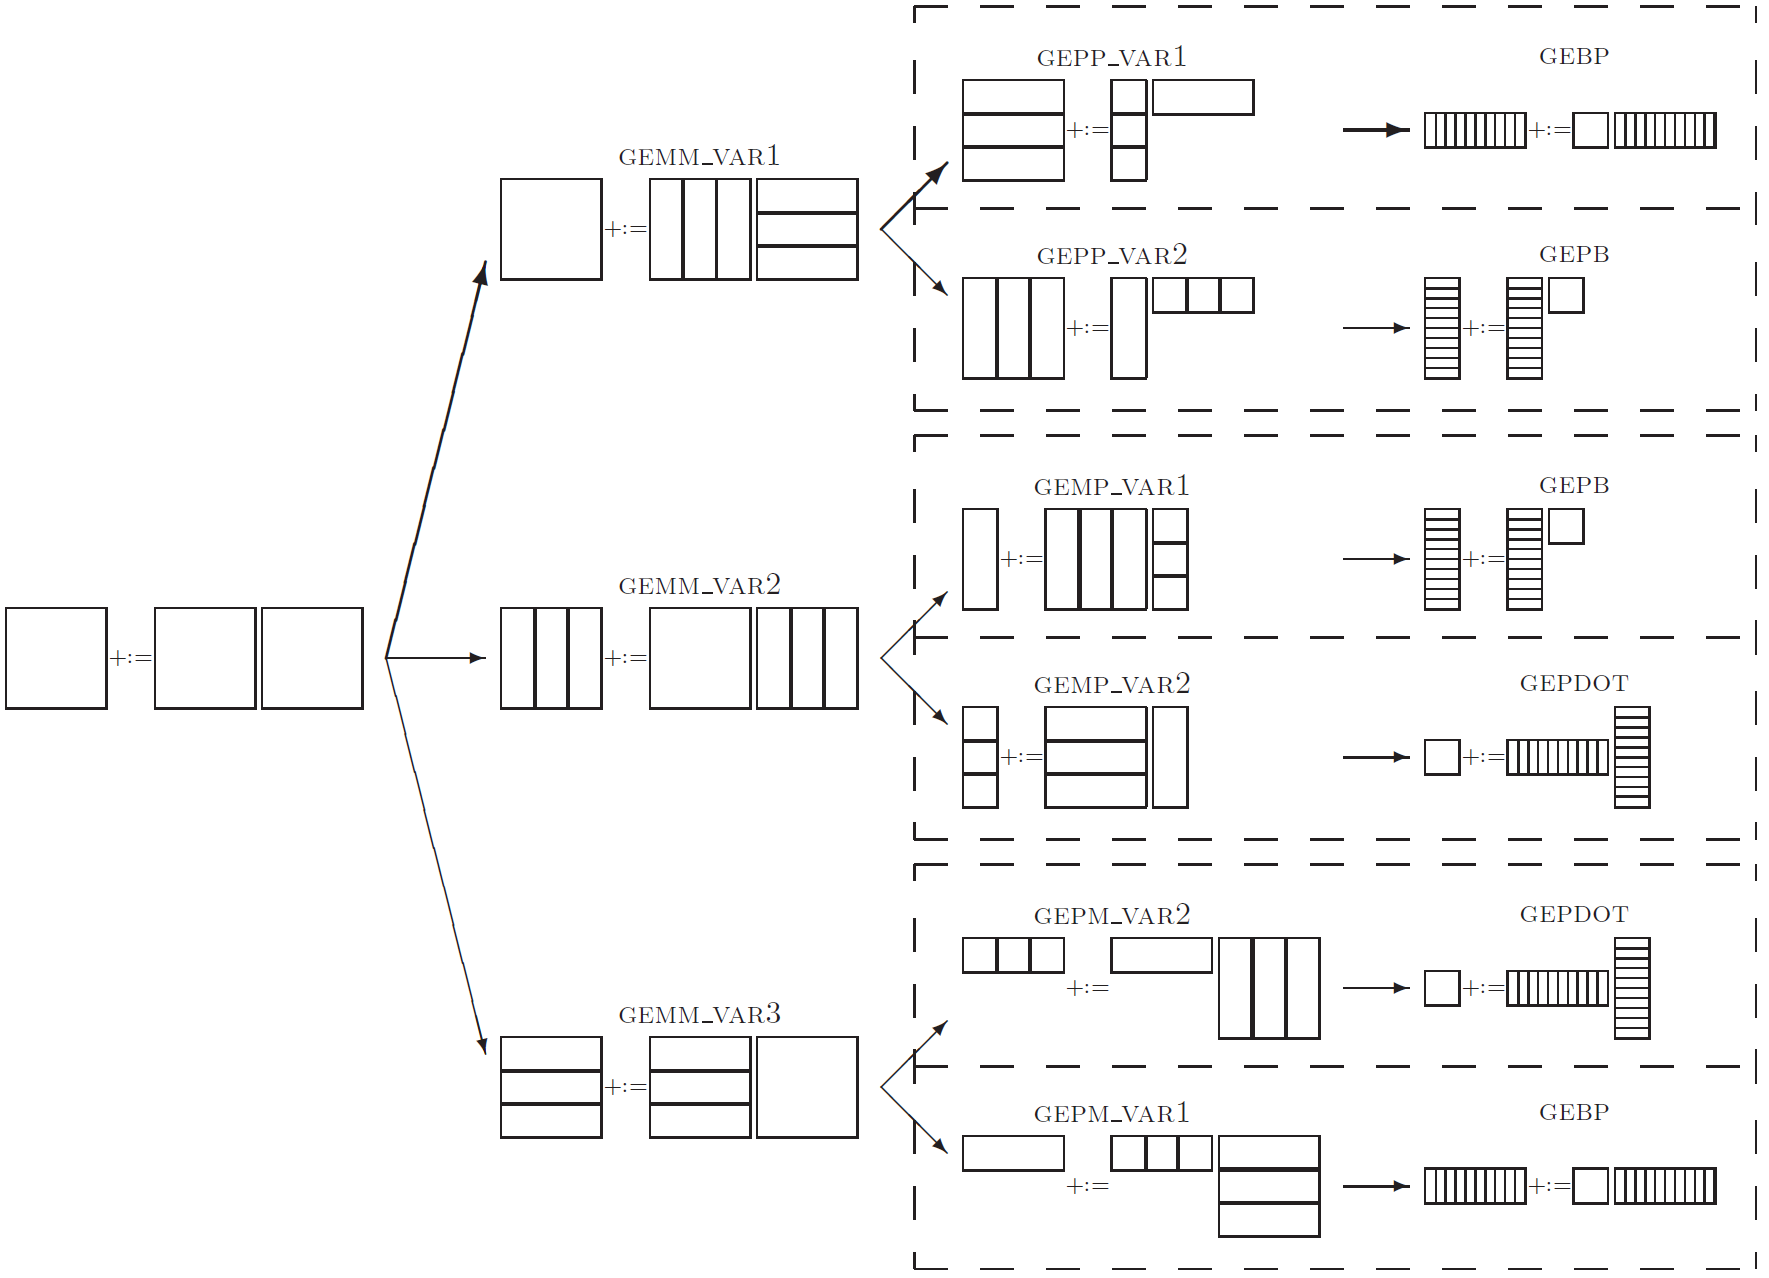 GEPP_VAR1 GEBP
+:= +:=
GEMM_VAR1
+:=
GEPP_VAR2 GEPB
+:= +:=
GEMP_VAR1 GEPB
+:= +:=
GEMM_VAR2
+:= +:=
GEMP_VAR2 GEPDOT
+:= +:=
GEPM_VAR2 GEPDOT
+:= +:=
GEMM_VAR3
+:=
GEPM_VAR1 GEBP
+:= +:=